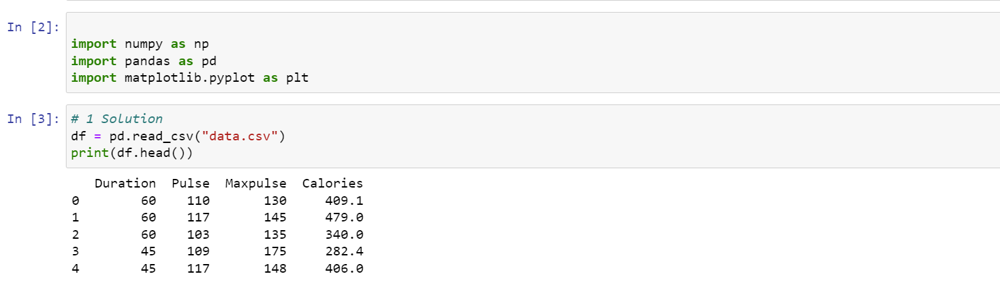 In [2]:
import numpy as np
import pandas as pd
import matplotlib.pyplot as plt
In [3]: # 1 Solution
df = pd.read_csv("data.csv")
print(df.head())
Duration Pulse Maxpulse Calories
0 60 110 130 409.1
1 60 117 145 479.0
2 60 103 135 340.0
3 45 109 175 282.4
4 45 117 148 406.0